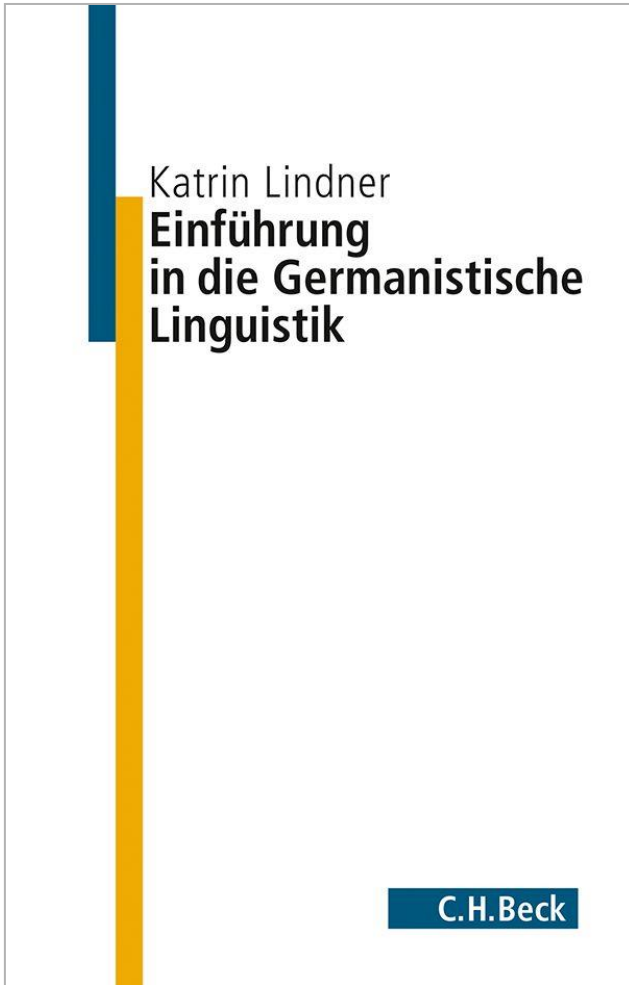 Katrin Lindner
Einführung
in die Germanistische
Linguistik
C.H.Beck